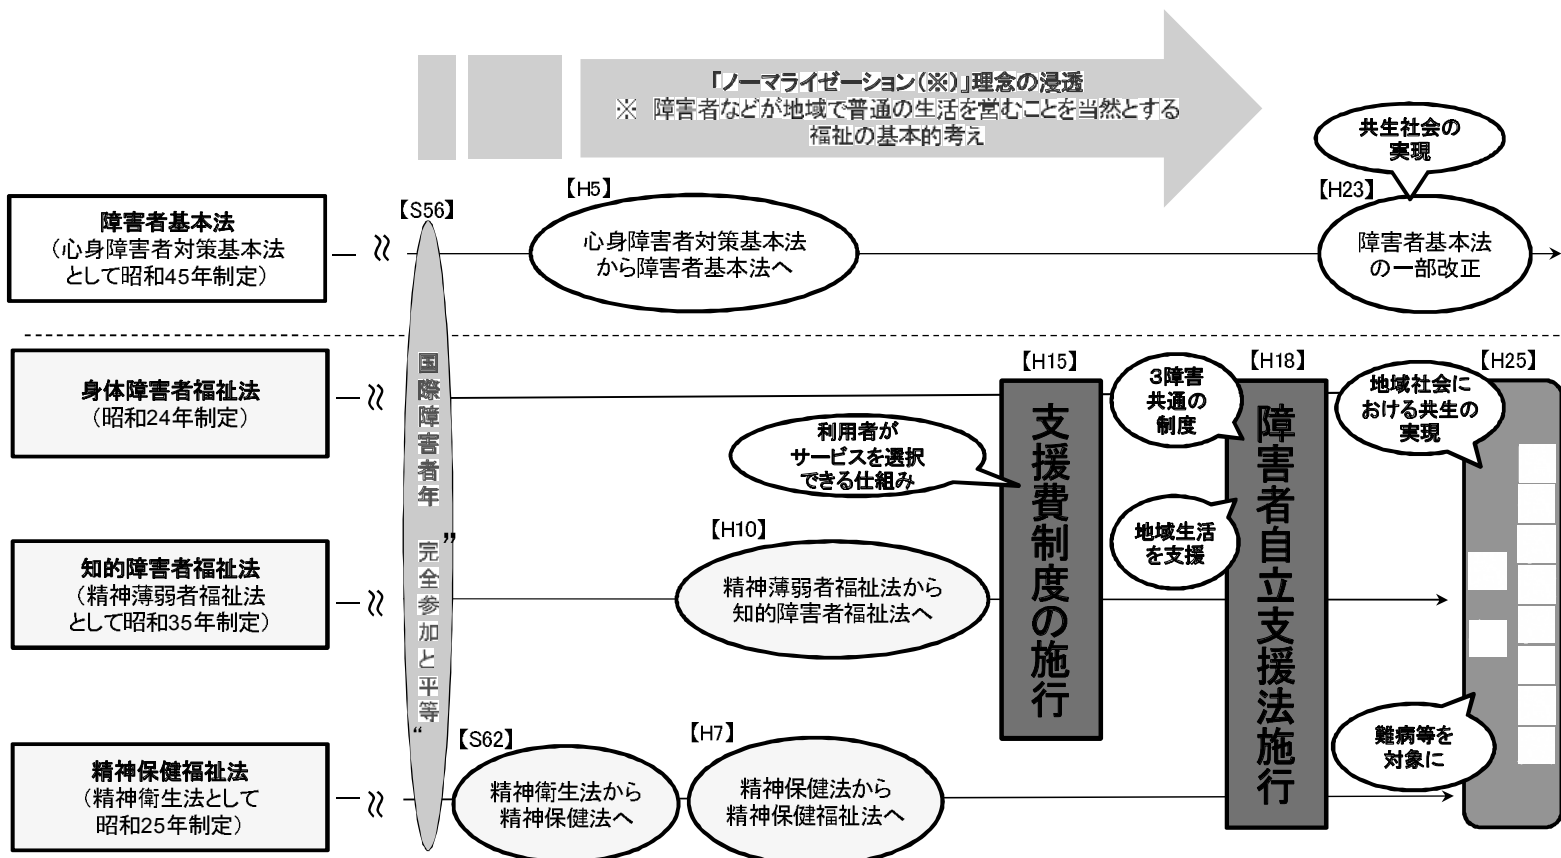 「ノーマライゼーション（※）」理念の浸透
※　障害者などが地域で普通の生活を営むことを当然とする
福祉の基本的考え
共生社会の
実現
【S56】
【H5】
【H23】
障害者基本法
（心身障害者対策基本法
として昭和45年制定）
心身障害者対策基本法
から障害者基本法へ
障害者基本法
の一部改正
国際障害者年
”完全参加と平等“
身体障害者福祉法
（昭和24年制定）
利用者が
サービスを選択
できる仕組み
【H15】
支援費制度の施行
3障害
共通の
制度
地域生活
を支援
【H18】
障害者自立支援法施行
地域社会に
おける共生の
実現
【H25】
知的障害者福祉法
（精神薄弱者福祉法
として昭和35年制定）
【H10】
精神薄弱者福祉法から
知的障害者福祉法へ
精神保健福祉法
（精神衛生法として
昭和25年制定）
【S62】
精神衛生法から
精神保健法へ
【H7】
精神保健法から
精神保健福祉法へ
難病等を
対象に